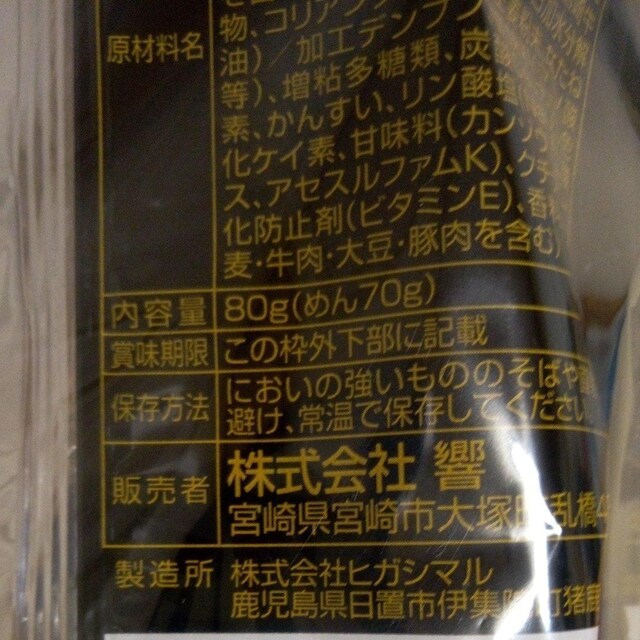 物、コリアンダ
原材料名
油)/加工デンプン
等)、増粘多糖類、炭
素、かんすい、リン酸
化ケイ素、甘味料(カン
ス、アセスルファムK)、
化防止剤(ビタミンE)、香
麦・牛肉・大豆・豚肉を含む)
内容量 80g(めん70g)
賞味期限 この枠外下部に記載
保存方法 においの強いもののそばや
避け、常温で保存してください
販売者 株式会社 響
宮崎県宮崎市大塚町乱橋4
製造所 株式会社ヒガシマル
鹿児島県日置市伊集院町猪鹿